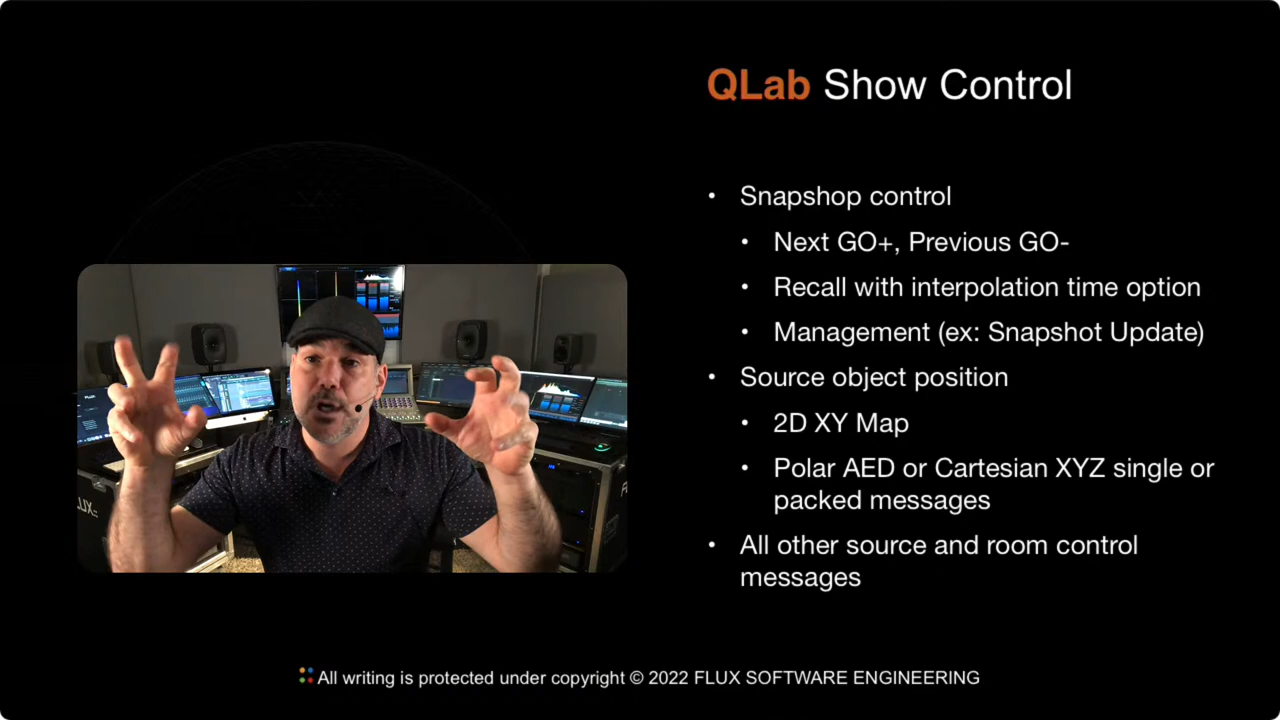 QLab Show Control
• Snapshop control
• Next GO+, Previous GO-
• Recall with interpolation time option
• Management (ex: Snapshot Update)
• Source object position
• 2D XY Map
• Polar AED or Cartesian XYZ single or
packed messages
• All other source and room control
messages
FLUX::
All writing is protected under copyright © 2022 FLUX SOFTWARE ENGINEERING